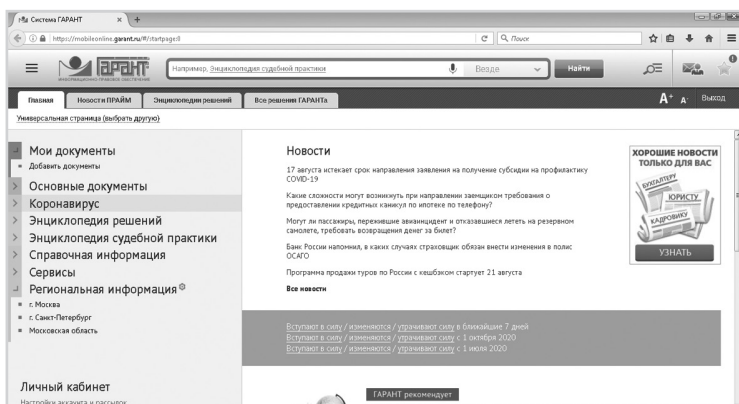 Система ГАРАНТ
http://mobileonline.garant.ru/#/startpage:0
Поиск
ГАРАНТ
ИНФОРМАЦИОННО-ПРАВОВОЕ ОБЕСПЕЧЕНИЕ
Например, Энциклопедия судебной практики
Везде
Найти
0
Главная
Новости ПРАЙМ
Энциклопедии решений
Все решения ГАРАНТа
A+ A- Выход
Универсальная страница (выбрать другую)
Мои документы
Добавить документы
Основные документы
Коронавирус
Энциклопедия решений
Энциклопедия судебной практики
Справочная информация
Сервисы
Региональная информация
г. Москва
г. Санкт-Петербург
Московская область
Личный кабинет
Настройки аккаунта и рассылок
Новости
17 августа истекает срок направления заявления на получение субсидии на профилактику
COVID-19
Какие сложности могут возникнуть при направлении заемщиком требования о
предоставлении кредитных каникул по ипотеке по телефону?
Могут ли пассажиры, пережившие авиаинцидент и отказавшиеся лететь на резервном
самолете, требовать возвращения денег за билет?
Банк России напомнил, в каких случаях страховщик обязан внести изменения в полис
ОСАГО
Программа продажи туров по России с кешбэком стартует 21 августа
Все новости
Вступают в силу / изменяются / утрачивают силу в ближайшие 7 дней
Вступают в силу / изменяются / утрачивают силу с 1 октября 2020
Вступают в силу / изменяются / утрачивают силу с 1 июля 2020
ГАРАНТ рекомендует
ХОРОШИЕ НОВОСТИ
ТОЛЬКО ДЛЯ ВАС
БУХГАЛТЕРУ
ЮРИСТУ
КАДРОВИКУ
УЗНАТЬ